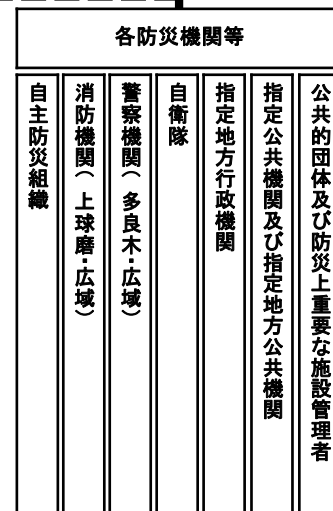 各防災機関等
公共的団体及び防災上重要な施設管理者
指定公共機関及び指定地方公共機関
指定地方行政機関
自衛隊
警察機関（多良木・広域）
消防機関（上球磨・広域）
自主防災組織